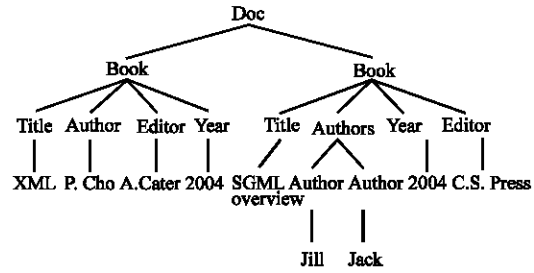 Doc
Book Book
Title Author Editor Year Title Authors Year Editor
XML P. Cho A.Cater 2004 SGML Author Author 2004 C.S. Press
overview
Jill Jack